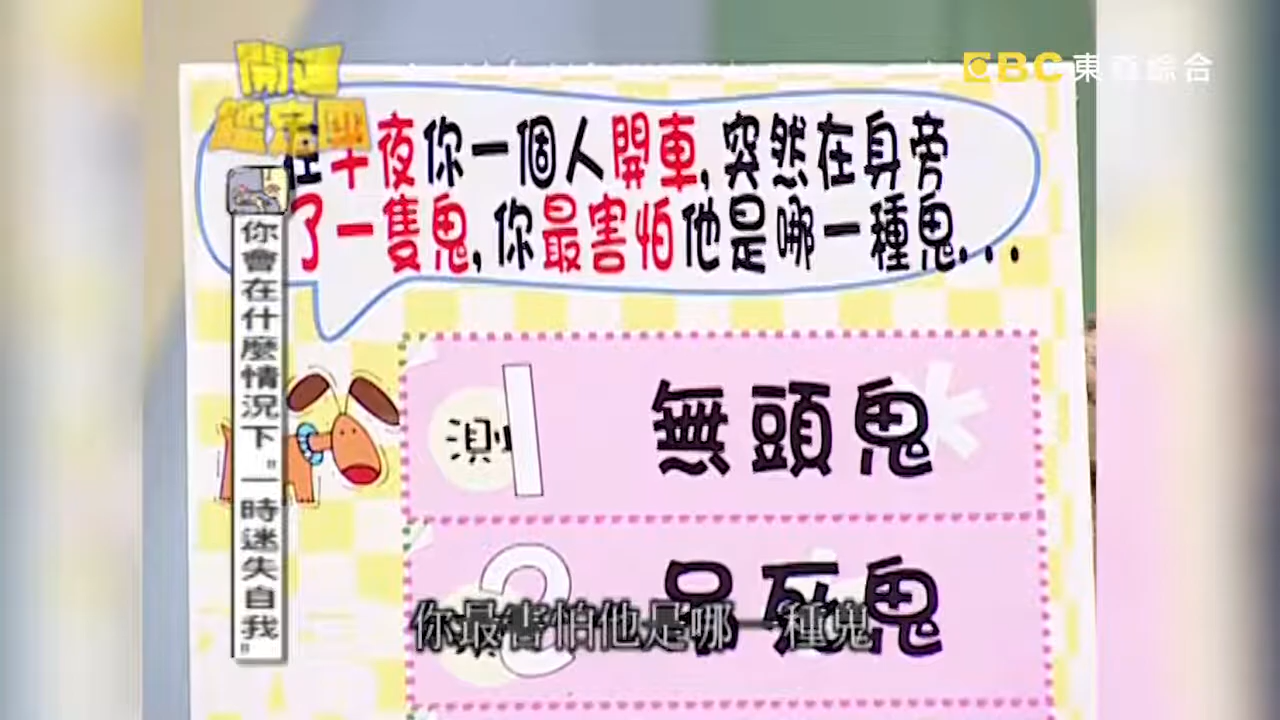 開運
鑑定團
EBC 東森綜合
在午夜你一個人開車,突然在身旁
了一隻鬼,你最害怕他是哪一種鬼...
你會在什麼情況下"一時迷失自我"
測
1
無頭鬼
2
吊死鬼
你最害怕他是哪一種鬼